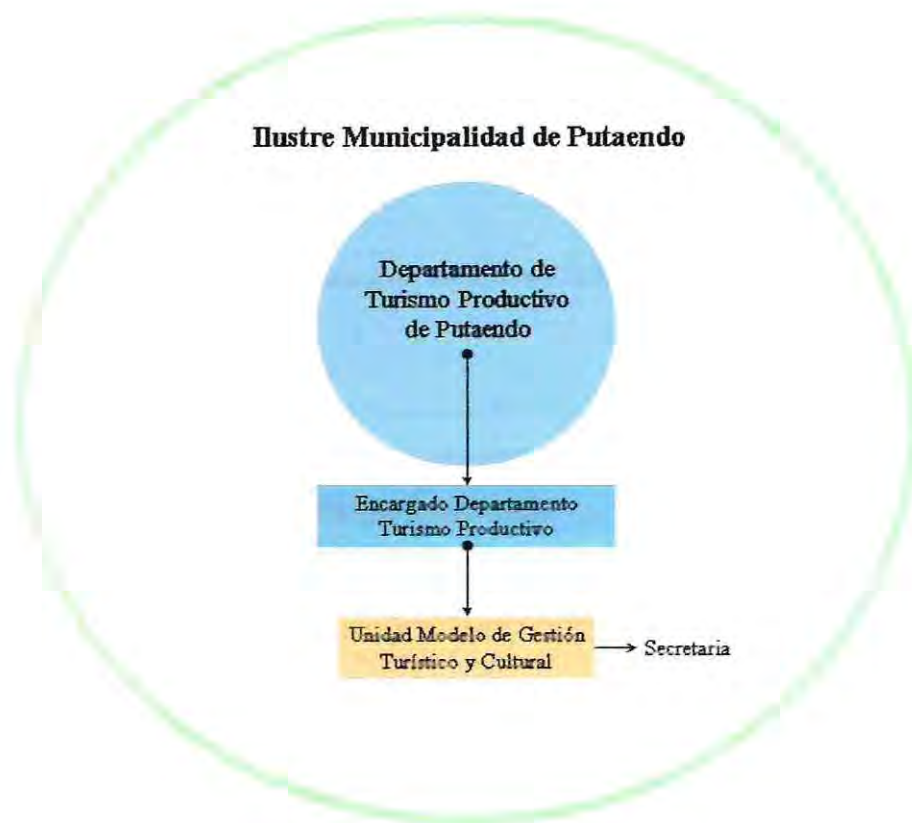 Ilustre Municipalidad de Putaendo
Departamento de
Turismo Productivo
de Putaendo
Encargado Departamento
Turismo Productivo
Unidad Modelo de Gestión
Turístico y Cultural
Secretaria